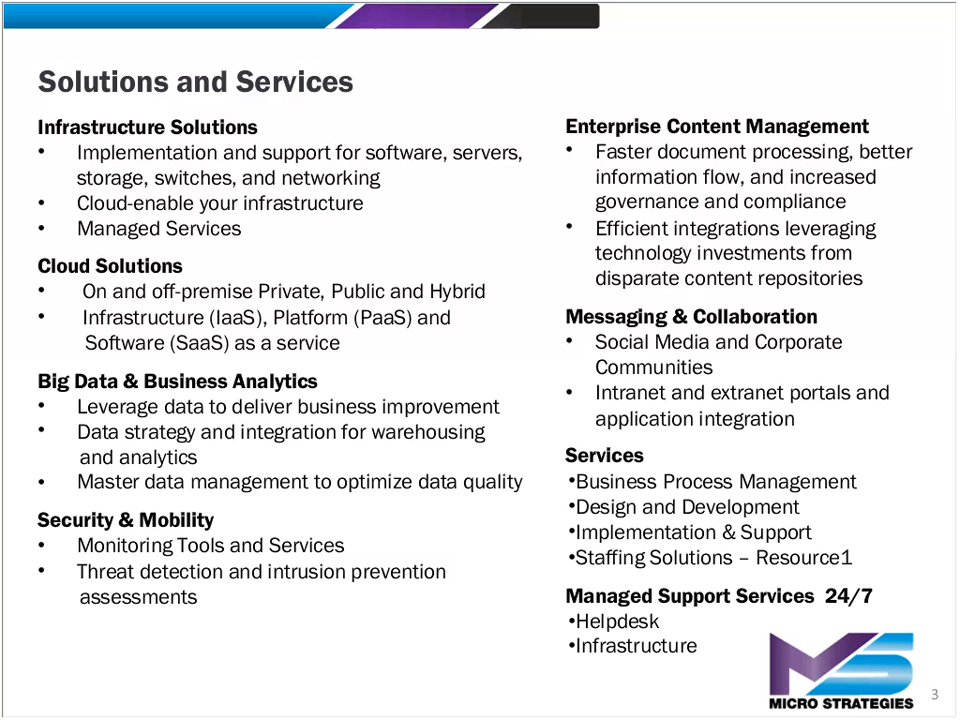 Solutions and Services
Infrastructure Solutions
• Implementation and support for software, servers,
storage, switches, and networking
• Cloud-enable your infrastructure
• Managed Services
Cloud Solutions
• On and off-premise Private, Public and Hybrid
• Infrastructure (IaaS), Platform (PaaS) and
Software (SaaS) as a service
Big Data & Business Analytics
• Leverage data to deliver business improvement
• Data strategy and integration for warehousing
and analytics
• Master data management to optimize data quality
Security & Mobility
• Monitoring Tools and Services
• Threat detection and intrusion prevention
assessments
Enterprise Content Management
• Faster document processing, better
information flow, and increased
governance and compliance
• Efficient integrations leveraging
technology investments from
disparate content repositories
Messaging & Collaboration
• Social Media and Corporate
Communities
• Intranet and extranet portals and
application integration
Services
•Business Process Management
•Design and Development
•Implementation & Support
•Staffing Solutions – Resource1
Managed Support Services 24/7
•Helpdesk
•Infrastructure
MS
MICRO STRATEGIES
3